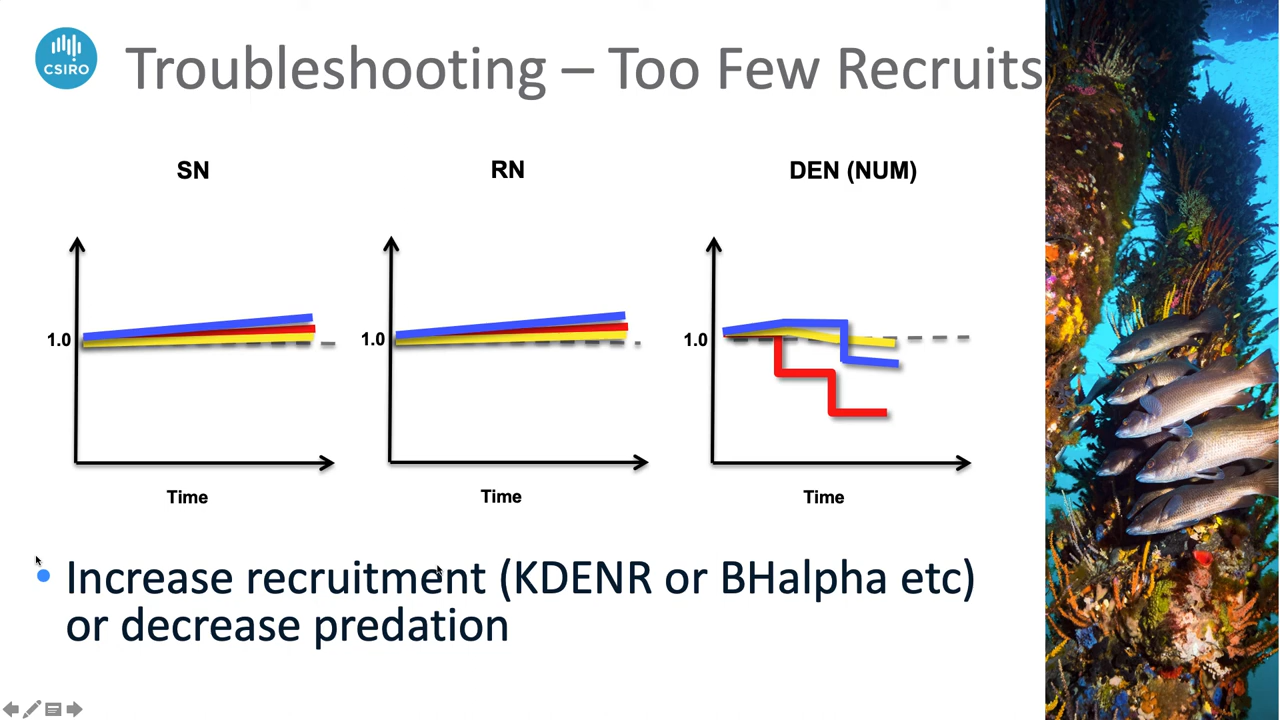 CSIRO
Troubleshooting – Too Few Recruits
SN
RN
DEN (NUM)
1.0
1.0
1.0
Time
Time
Time
• Increase recruitment (KDENR or BHalpha etc)
or decrease predation